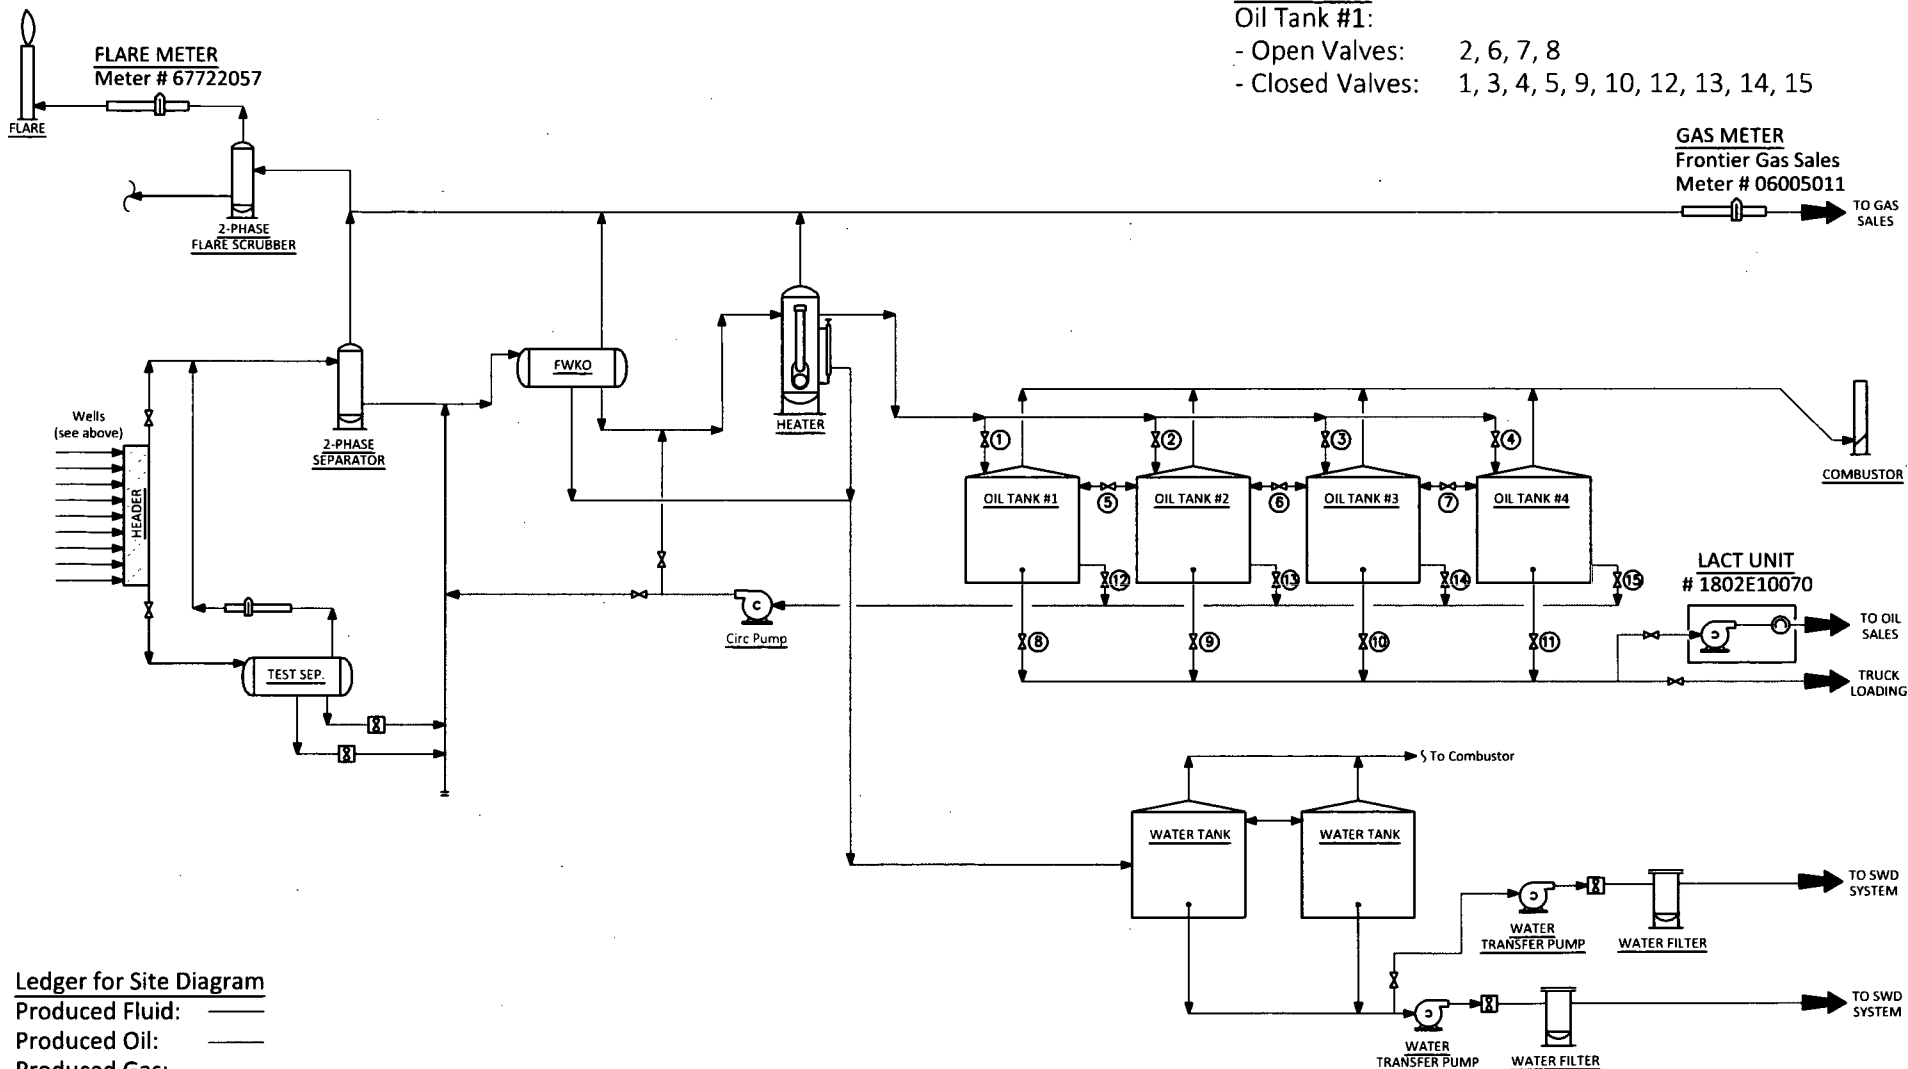 Oil Tank #1:
- Open Valves: 2, 6, 7, 8
- Closed Valves: 1, 3, 4, 5, 9, 10, 12, 13, 14, 15
FLARE METER
Meter # 67722057
FLARE
GAS METER
Frontier Gas Sales
Meter # 06005011
TO GAS
SALES
2-PHASE
FLARE SCRUBBER
FWKO
HEATER
Wells
(see above)
HEADER
2-PHASE
SEPARATOR
1
2
3
4
COMBUSTOR
OIL TANK #1
OIL TANK #2
OIL TANK #3
OIL TANK #4
5
6
7
12
13
14
15
LACT UNIT
# 1802E10070
C
Circ Pump
TO OIL
SALES
C
8
9
10
11
TEST SEP.
TRUCK
LOADING
To Combustor
WATER TANK
WATER TANK
TO SWD
SYSTEM
C
WATER
TRANSFER PUMP
WATER FILTER
TO SWD
SYSTEM
C
WATER
TRANSFER PUMP
WATER FILTER
Ledger for Site Diagram
Produced Fluid:
Produced Oil:
Produced Gas: